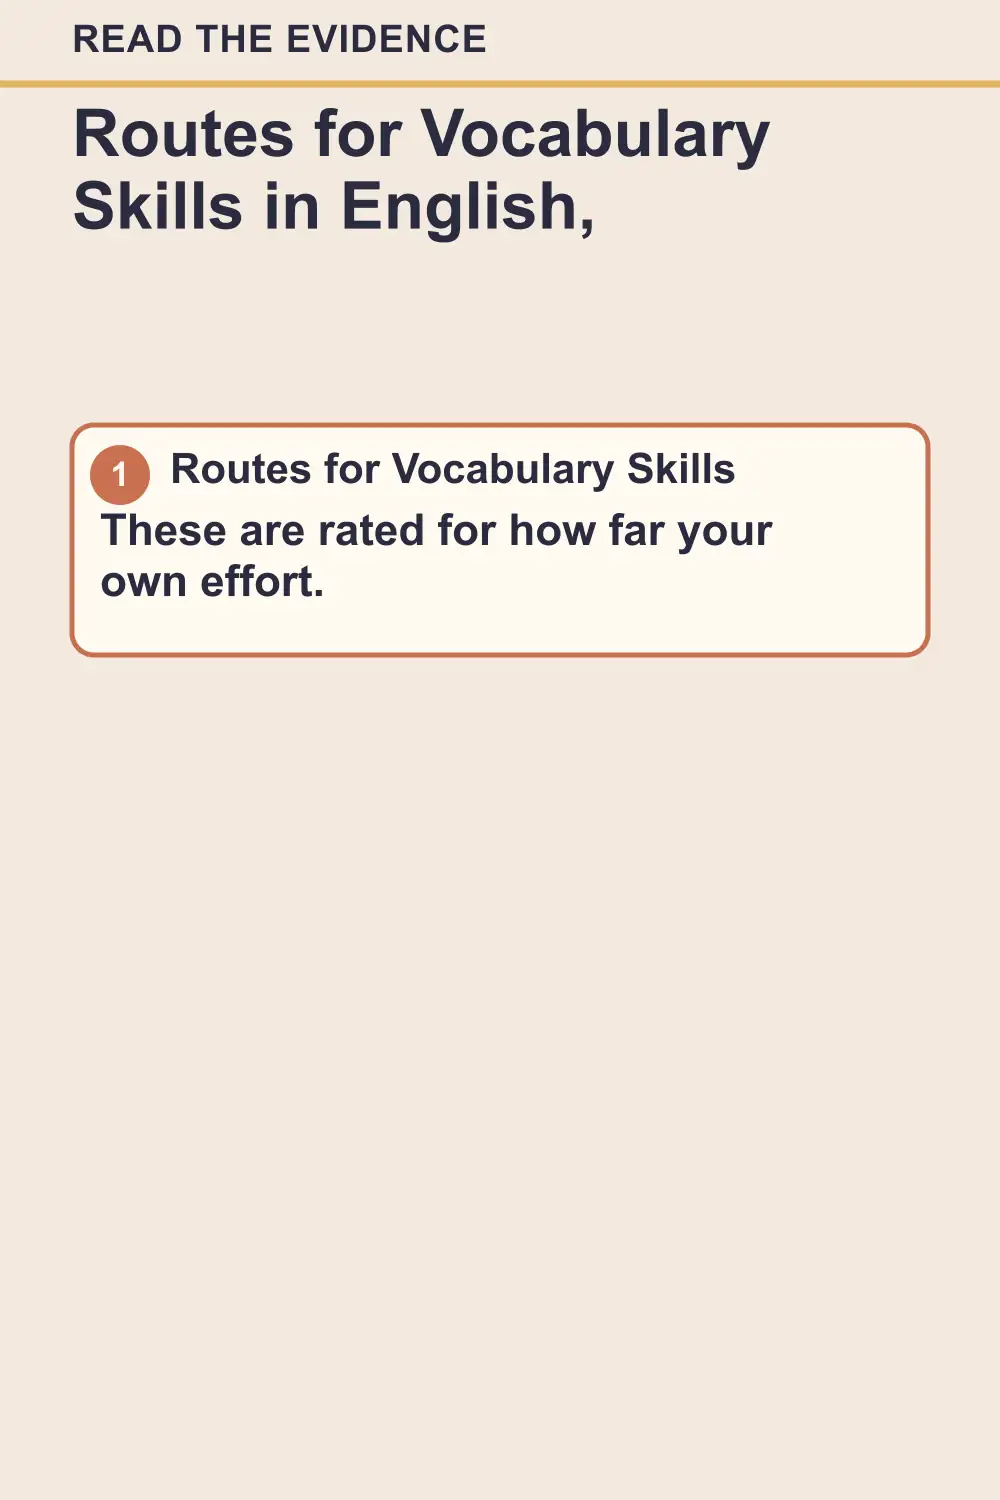 READ THE EVIDENCE
Routes for Vocabulary
Skills in English,
1 Routes for Vocabulary Skills
These are rated for how far your
own effort.